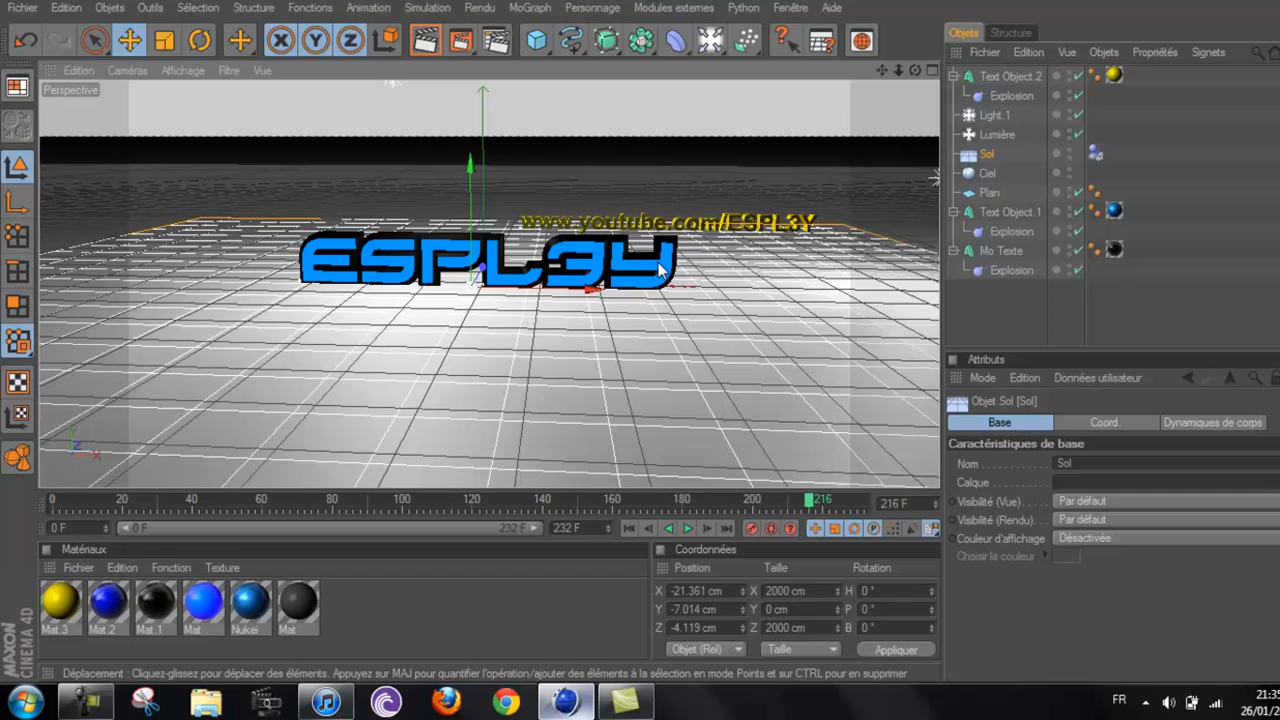 Fichier Edition Objets Outils Sélection Structure Fonctions Animation Simulation Rendu MoGraph Personnage Modules externes Python Fenêtre Aide
Objets Structure
Fichier Edition Vue Objets Propriétés Signets
Edition Caméras Affichage Filtre Vue
Perspective
Text Object.2
Explosion
Light.1
Lumière
Sol
Ciel
Plan
Text Object.1
Explosion
Mo Texte
Explosion
www.youtube.com/ESPL3Y
ESPL3Y
Y
Z
X
Attributs
Mode Edition Données utilisateur
Objet Sol [Sol]
Base Coord. Dynamiques de corps
Caractéristiques de base
Nom Sol
Calque
Visibilité (Vue) Par défaut
Visibilité (Rendu) Par défaut
Couleur d'affichage Désactivée
Choisir la couleur
0 20 40 60 80 100 120 140 160 180 200 216 216 F
0 F 0 F 232 F 232 F
Matériaux
Fichier Edition Fonction Texture
Mat.3 Mat.2 Mat.1 Mat Nukei Mat
Coordonnées
Position Taille Rotation
X -21.361 cm X 2000 cm H 0 °
Y -7.014 cm Y 0 cm P 0 °
Z -4.119 cm Z 2000 cm B 0 °
Objet (Rel) Taille Appliquer
MAXON
CINEMA 4D
Déplacement : Cliquez-glissez pour déplacer des éléments. Appuyez sur MAJ pour quantifier l'opération/ajouter des éléments à la sélection en mode Points et sur CTRL pour en supprimer
FR
21:35
26/01/2